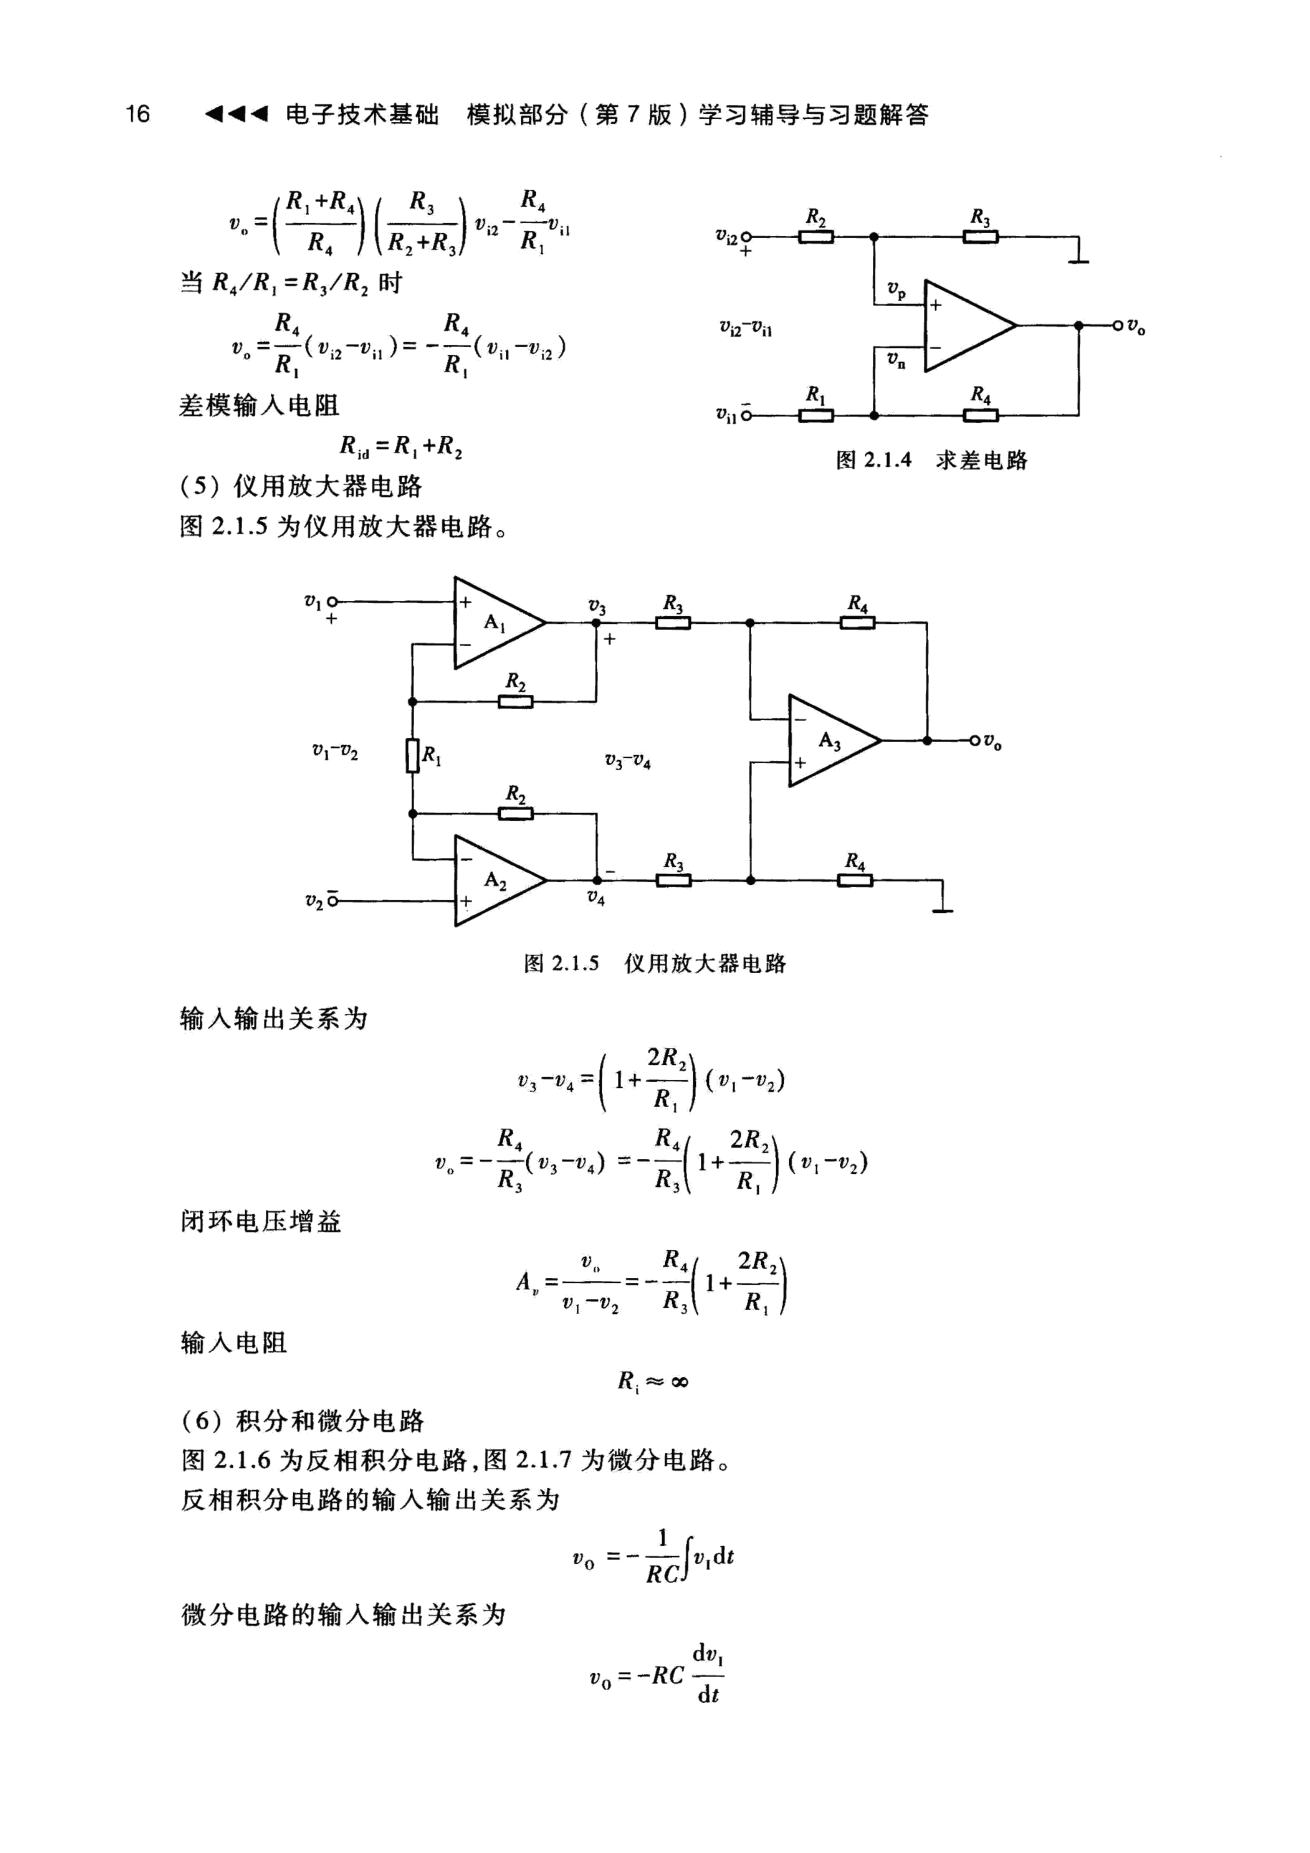 16 ◀◀◀ 电子技术基础 模拟部分（第 7 版）学习辅导与习题解答
v_o=((R_1+R_4)/R_4)(R_3/(R_2+R_3))v_i2-(R_4/R_1)v_i1
当 R_4/R_1=R_3/R_2 时
v_o=(R_4/R_1)(v_i2-v_i1)=-(R_4/R_1)(v_i1-v_i2)
差模输入电阻
R_id=R_1+R_2
R_2 R_3
v_i2
+
v_p +
v_i2-v_i1
v_o
v_n -
-
R_1 R_4
v_i1
图 2.1.4 求差电路
(5) 仪用放大器电路
图 2.1.5 为仪用放大器电路。
v_1 + A_1 v_3 R_3 R_4
+ - +
R_2
v_1-v_2 R_1 v_3-v_4 - A_3 v_o
+
R_2
- A_2 - R_3 R_4
v_2 - + v_4
图 2.1.5 仪用放大器电路
输入输出关系为
v_3-v_4=(1+2R_2/R_1)(v_1-v_2)
v_o=-(R_4/R_3)(v_3-v_4)=-(R_4/R_3)(1+2R_2/R_1)(v_1-v_2)
闭环电压增益
A_v=v_o/(v_1-v_2)=-(R_4/R_3)(1+2R_2/R_1)
输入电阻
R_i≈∞
(6) 积分和微分电路
图 2.1.6 为反相积分电路,图 2.1.7 为微分电路。
反相积分电路的输入输出关系为
v_O=-(1/RC)∫v_I dt
微分电路的输入输出关系为
v_O=-RC dv_I/dt